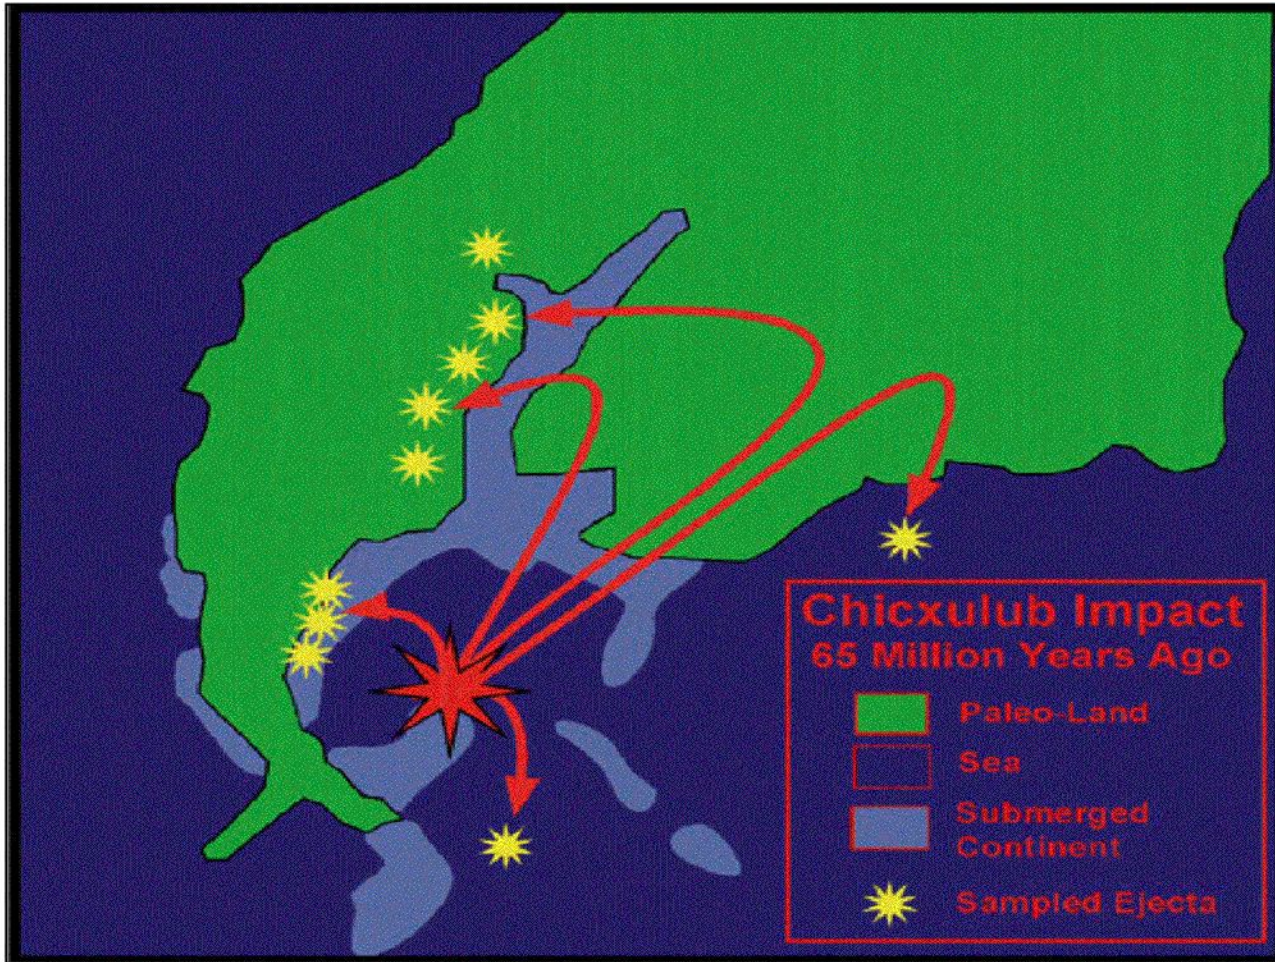 Chicxulub Impact
65 Million Years Ago
Paleo-Land
Sea
Submerged
Continent
Sampled Ejecta